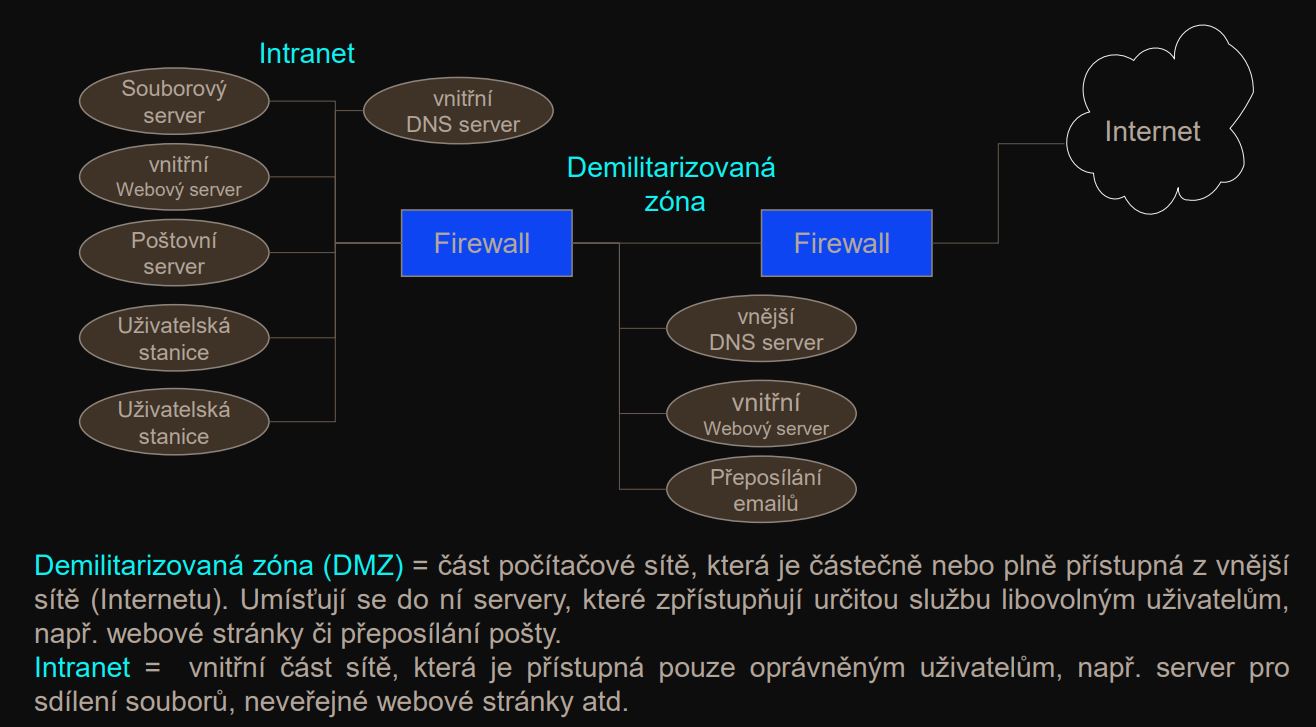 Intranet
Souborový
server
vnitřní
DNS server
vnitřní
Webový server
Poštovní
server
Uživatelská
stanice
Uživatelská
stanice
Firewall
Demilitarizovaná
zóna
Firewall
Internet
vnější
DNS server
vnitřní
Webový server
Přeposílání
emailů
Demilitarizovaná zóna (DMZ) = část počítačové sítě, která je částečně nebo plně přístupná z vnější
sítě (Internetu). Umísťují se do ní servery, které zpřístupňují určitou službu libovolným uživatelům,
např. webové stránky či přeposílání pošty.
Intranet = vnitřní část sítě, která je přístupná pouze oprávněným uživatelům, např. server pro
sdílení souborů, neveřejné webové stránky atd.